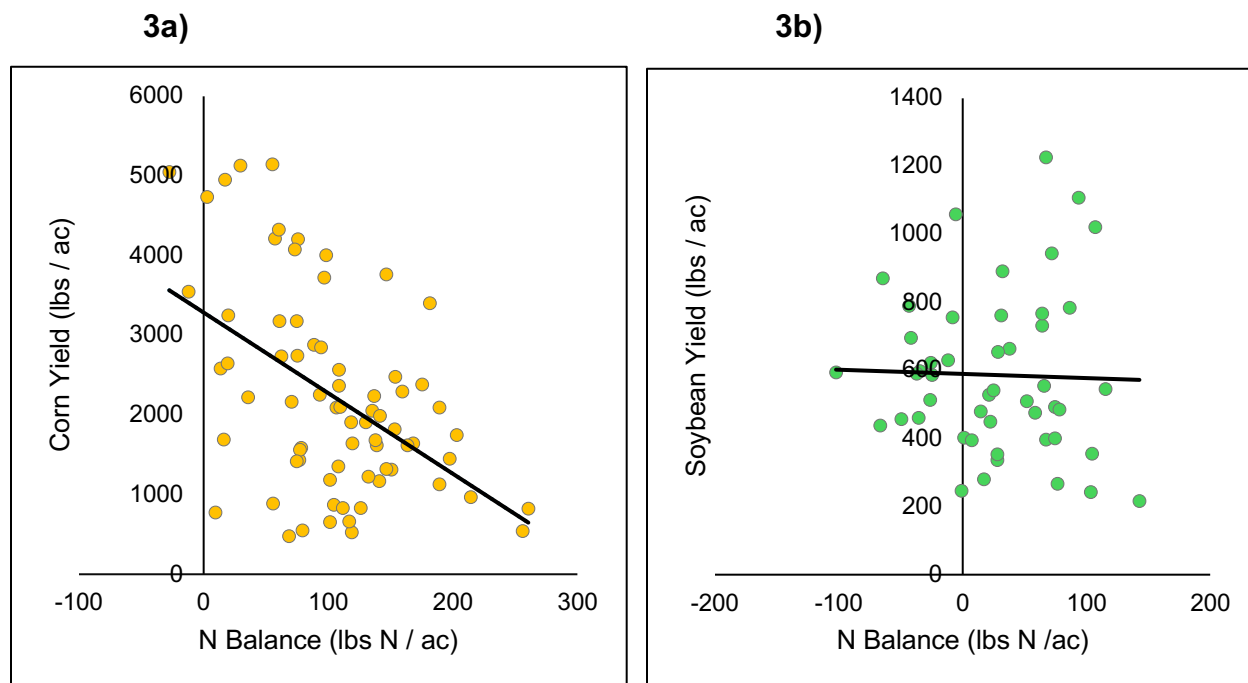 3a)
6000
5000
4000
3000
2000
1000
0
-100 0 100 200 300
Corn Yield (lbs / ac)
N Balance (lbs N / ac)
3b)
1400
1200
1000
800
600
400
200
0
-200 -100 0 100 200
Soybean Yield (lbs / ac)
N Balance (lbs N /ac)